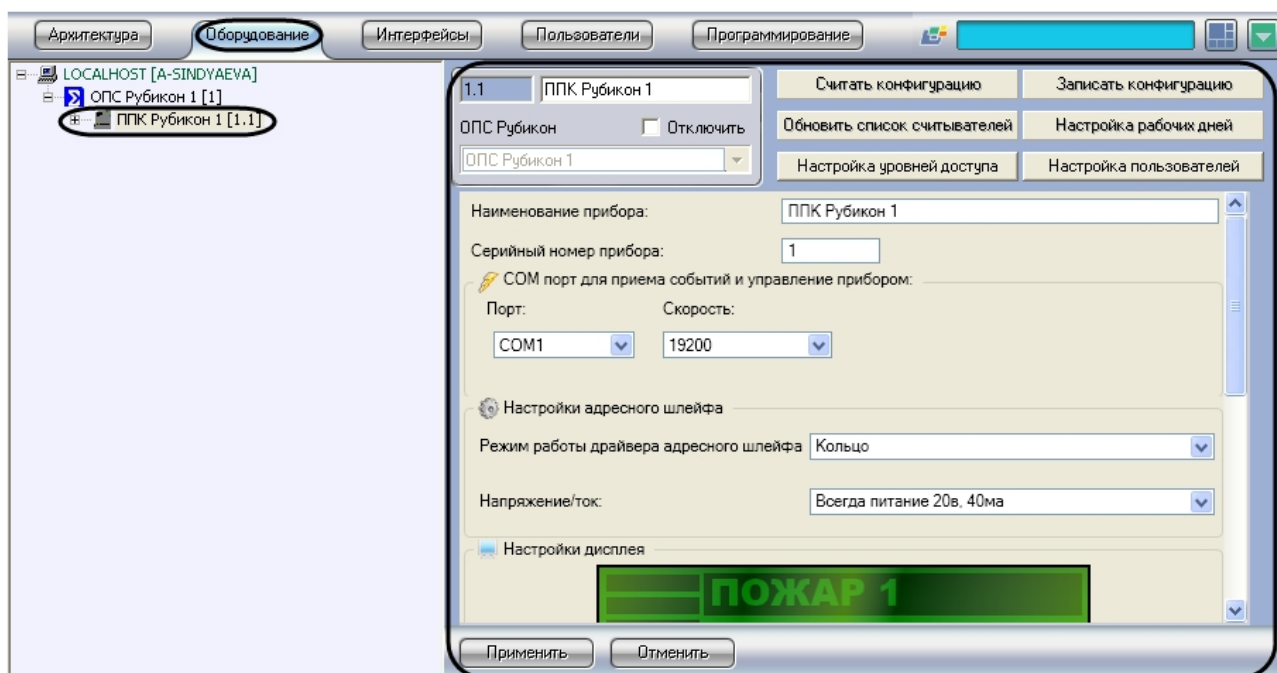 Архитектура Оборудование Интерфейсы Пользователи Программирование
LOCALHOST [A-SINDYAEVA]
ОПС Рубикон 1 [1]
ППК Рубикон 1 [1.1]
1.1 ППК Рубикон 1
ОПС Рубикон Отключить
ОПС Рубикон 1
Считать конфигурацию Записать конфигурацию
Обновить список считывателей Настройка рабочих дней
Настройка уровней доступа Настройка пользователей
Наименование прибора: ППК Рубикон 1
Серийный номер прибора: 1
COM порт для приема событий и управление прибором:
Порт: Скорость:
COM1 19200
Настройки адресного шлейфа
Режим работы драйвера адресного шлейфа Кольцо
Напряжение/ток: Всегда питание 20в, 40ма
Настройки дисплея
ПОЖАР 1
Применить Отменить